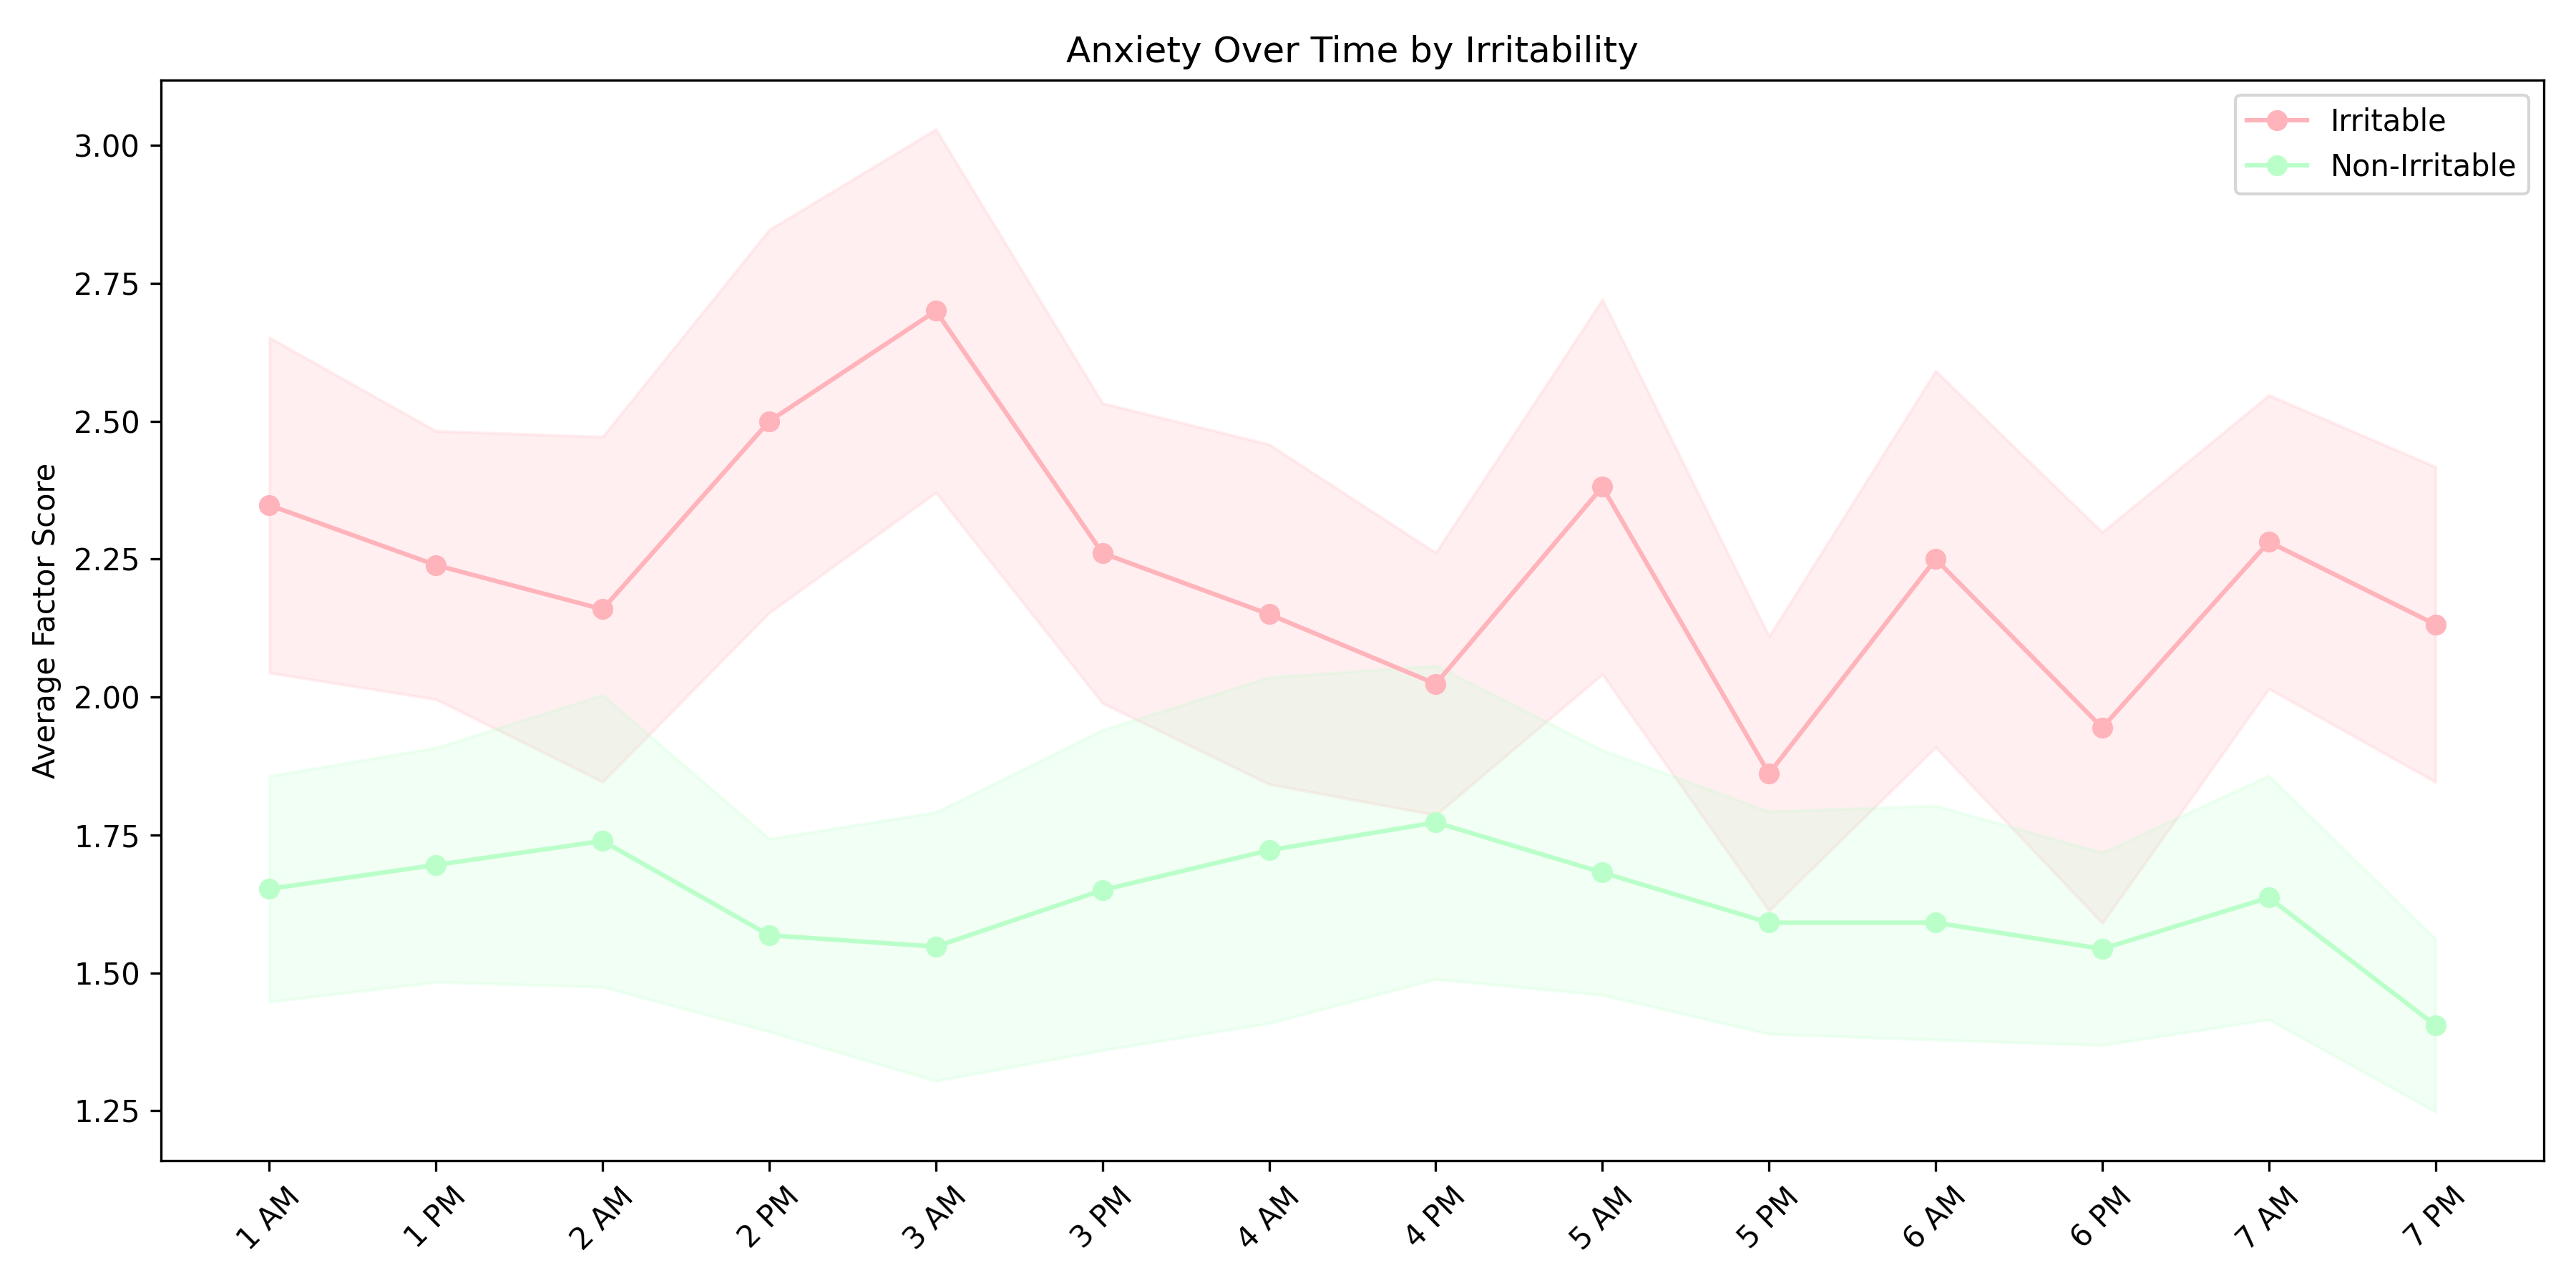 Anxiety Over Time by Irritability
Irritable
Non-Irritable
Average Factor Score
3.00
2.75
2.50
2.25
2.00
1.75
1.50
1.25
1 AM
1 PM
2 AM
2 PM
3 AM
3 PM
4 AM
4 PM
5 AM
5 PM
6 AM
6 PM
7 AM
7 PM